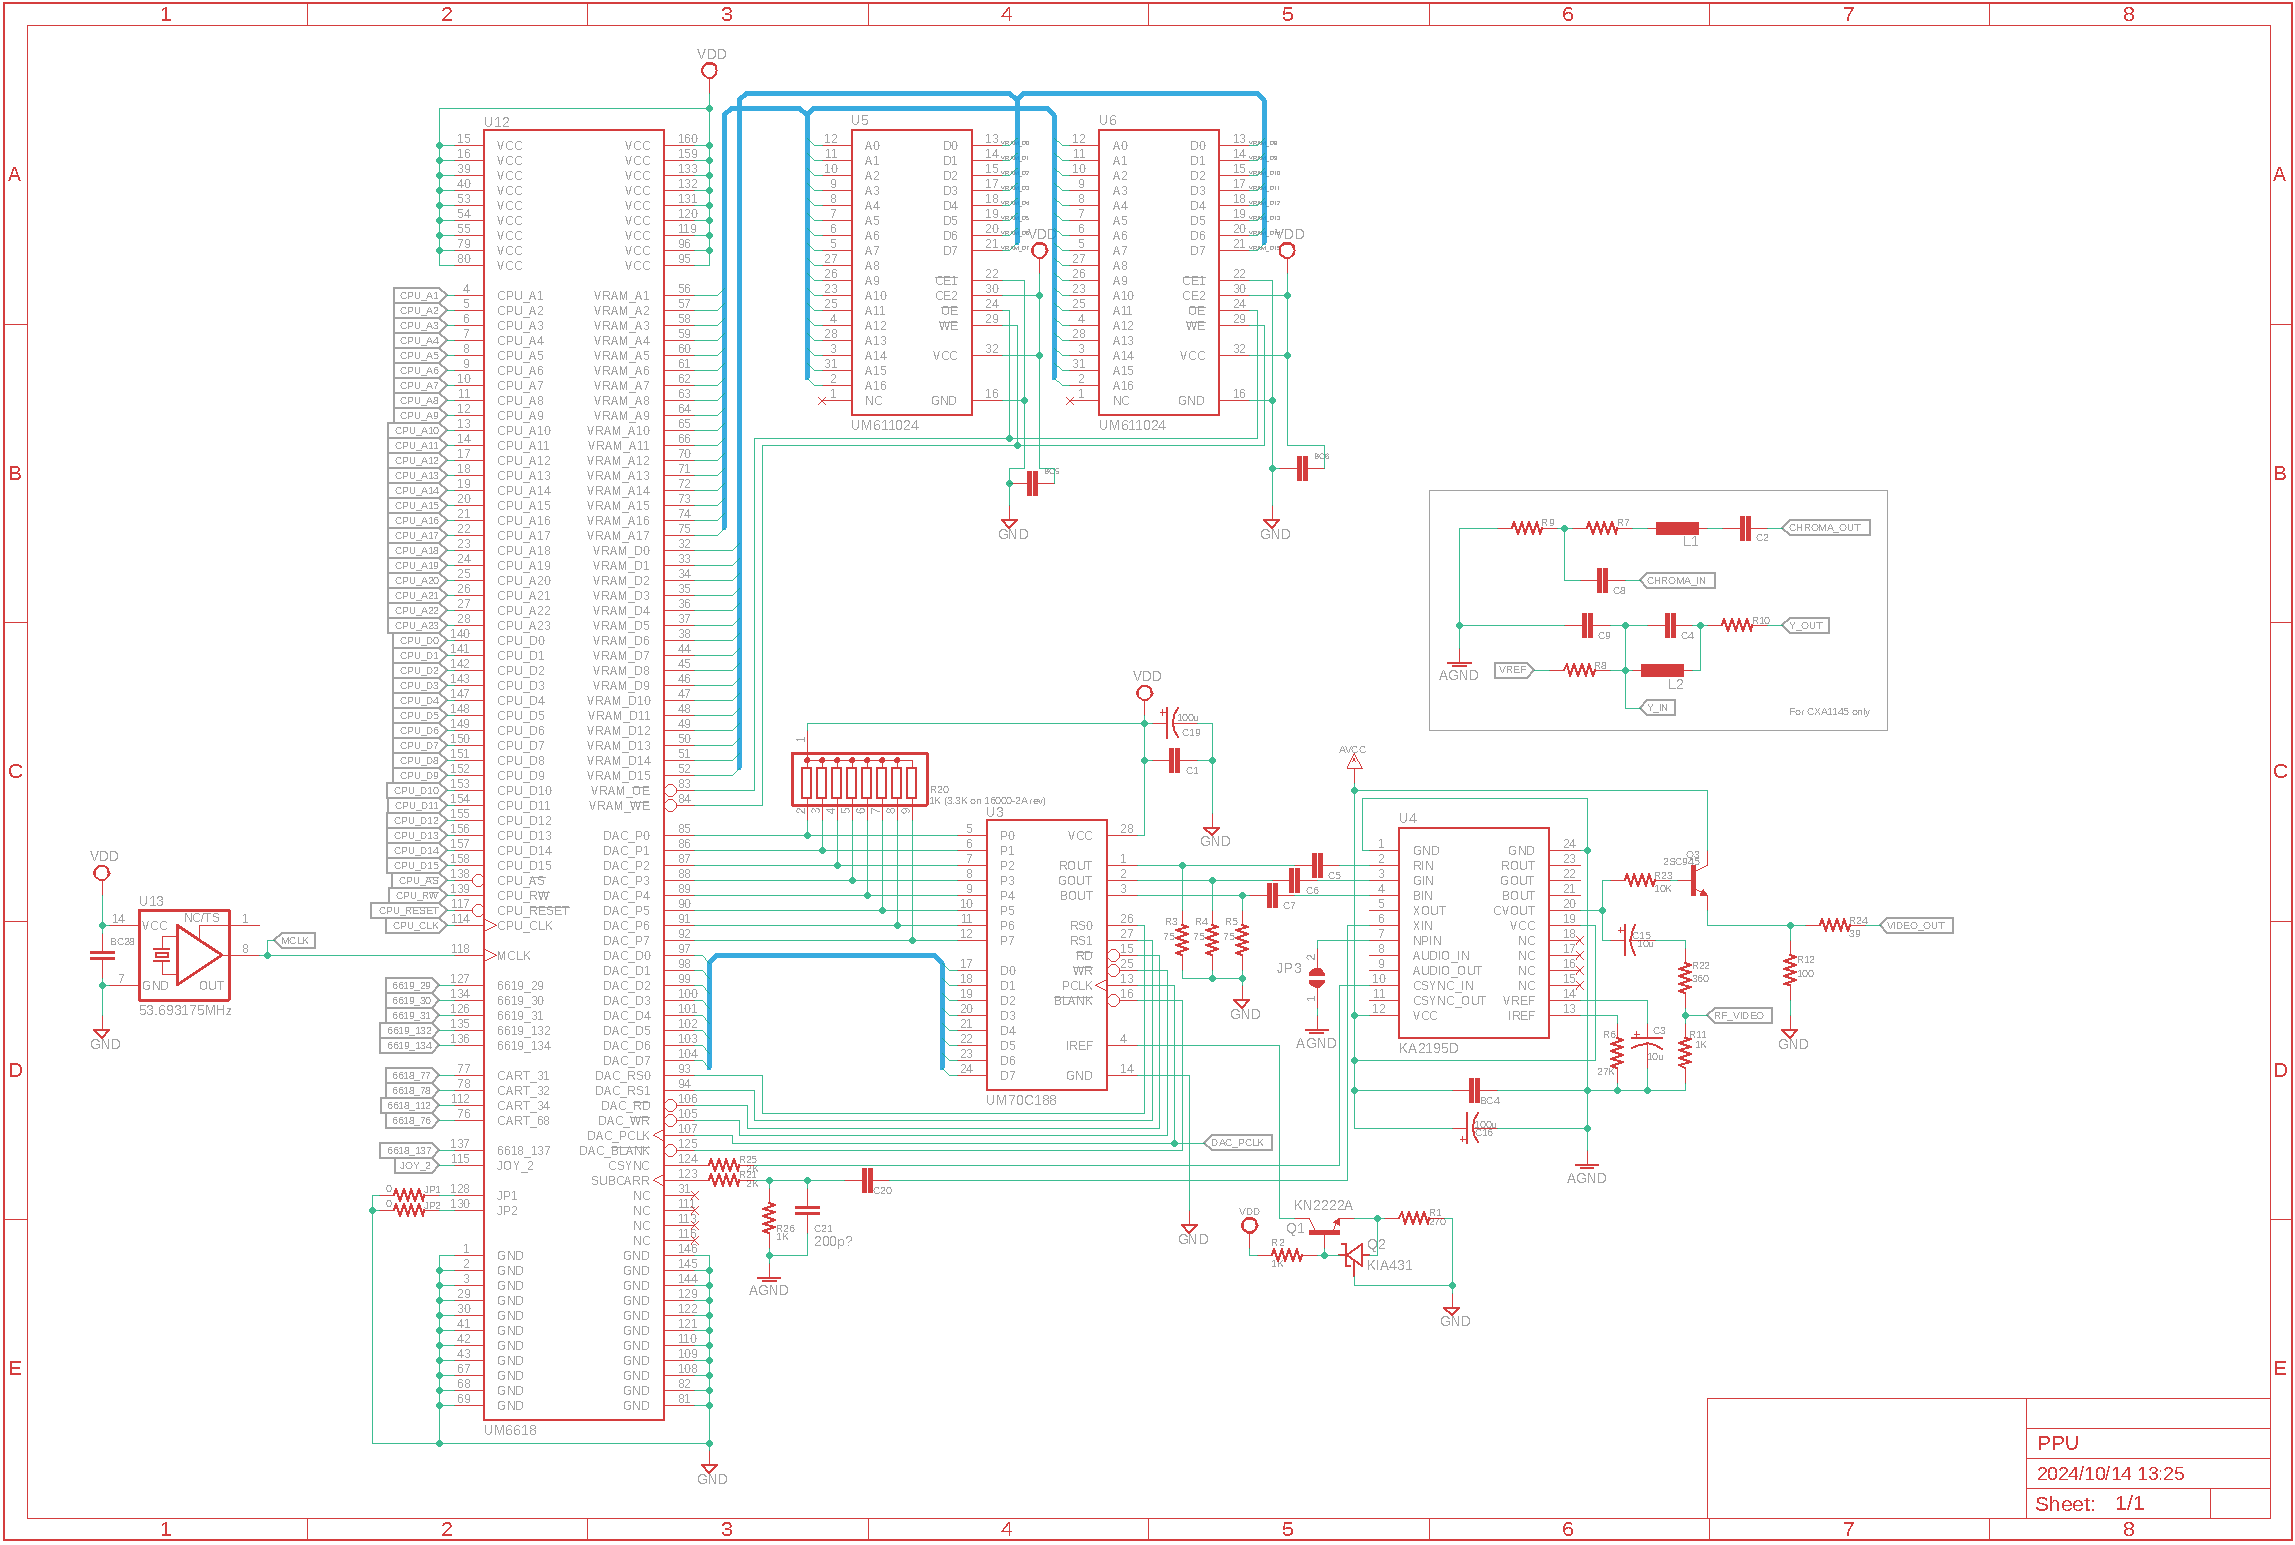 1 2 3 4 5 6 7 8
A A
B B
C C
D D
E E
VDD
U12
15 VCC VCC 160
16 VCC VCC 159
39 VCC VCC 133
40 VCC VCC 132
53 VCC VCC 131
54 VCC VCC 120
55 VCC VCC 119
79 VCC VCC 96
80 VCC VCC 95
CPU_A1 4 CPU_A1 VRAM_A1 56
CPU_A2 5 CPU_A2 VRAM_A2 57
CPU_A3 6 CPU_A3 VRAM_A3 58
CPU_A4 7 CPU_A4 VRAM_A4 59
CPU_A5 8 CPU_A5 VRAM_A5 60
CPU_A6 9 CPU_A6 VRAM_A6 61
CPU_A7 10 CPU_A7 VRAM_A7 62
CPU_A8 11 CPU_A8 VRAM_A8 63
CPU_A9 12 CPU_A9 VRAM_A9 64
CPU_A10 13 CPU_A10 VRAM_A10 65
CPU_A11 14 CPU_A11 VRAM_A11 66
CPU_A12 17 CPU_A12 VRAM_A12 70
CPU_A13 18 CPU_A13 VRAM_A13 71
CPU_A14 19 CPU_A14 VRAM_A14 72
CPU_A15 20 CPU_A15 VRAM_A15 73
CPU_A16 21 CPU_A16 VRAM_A16 74
CPU_A17 22 CPU_A17 VRAM_A17 75
CPU_A18 23 CPU_A18 VRAM_D0 32
CPU_A19 24 CPU_A19 VRAM_D1 33
CPU_A20 25 CPU_A20 VRAM_D2 34
CPU_A21 26 CPU_A21 VRAM_D3 35
CPU_A22 27 CPU_A22 VRAM_D4 36
CPU_A23 28 CPU_A23 VRAM_D5 37
CPU_D0 140 CPU_D0 VRAM_D6 38
CPU_D1 141 CPU_D1 VRAM_D7 44
CPU_D2 142 CPU_D2 VRAM_D8 45
CPU_D3 143 CPU_D3 VRAM_D9 46
CPU_D4 147 CPU_D4 VRAM_D10 47
CPU_D5 148 CPU_D5 VRAM_D11 48
CPU_D6 149 CPU_D6 VRAM_D12 49
CPU_D7 150 CPU_D7 VRAM_D13 50
CPU_D8 151 CPU_D8 VRAM_D14 51
CPU_D9 152 CPU_D9 VRAM_D15 52
CPU_D10 153 CPU_D10 VRAM_OE 83
CPU_D11 154 CPU_D11 VRAM_WE 84
CPU_D12 155 CPU_D12
CPU_D13 156 CPU_D13 DAC_P0 85
CPU_D14 157 CPU_D14 DAC_P1 86
CPU_D15 158 CPU_D15 DAC_P2 87
CPU_AS 138 CPU_AS DAC_P3 88
CPU_RW 139 CPU_RW DAC_P4 89
CPU_RESET 117 CPU_RESET DAC_P5 90
CPU_CLK 114 CPU_CLK DAC_P6 91
DAC_P7 92
118 MCLK DAC_D0 97
DAC_D1 98
6619_29 127 6619_29 DAC_D2 99
6619_30 134 6619_30 DAC_D3 100
6619_31 126 6619_31 DAC_D4 101
6619_132 135 6619_132 DAC_D5 102
6619_134 136 6619_134 DAC_D6 103
DAC_D7 104
6618_77 77 CART_31 DAC_RS0 93
6618_78 78 CART_32 DAC_RS1 94
6618_112 112 CART_34 DAC_RD 106
6618_76 76 CART_68 DAC_WR 105
DAC_PCLK 107
6618_137 137 6618_137 DAC_BLANK 125
JOY_2 115 JOY_2 CSYNC 124
SUBCARR 123
0 JP1 128 JP1 NC 31
0 JP2 130 JP2 NC 111
NC 113
NC 116
1 GND GND 146
2 GND GND 145
3 GND GND 144
29 GND GND 129
30 GND GND 122
41 GND GND 121
42 GND GND 110
43 GND GND 109
67 GND GND 108
68 GND GND 82
69 GND GND 81
UM6618
GND
VDD
U13
14 VCC NC/TS 1
BC28
8 MCLK
7 GND OUT
53.693175MHz
GND
U5
12 A0 D0 13 VRAM_D0
11 A1 D1 14 VRAM_D1
10 A2 D2 15 VRAM_D2
9 A3 D3 17 VRAM_D3
8 A4 D4 18 VRAM_D4
7 A5 D5 19 VRAM_D5
6 A6 D6 20 VRAM_D6
5 A7 D7 21 VRAM_D7
27 A8
26 A9 CE1 22
23 A10 CE2 30
25 A11 OE 24
4 A12 WE 29
28 A13
3 A14 VCC 32
31 A15
2 A16
1 NC GND 16
UM611024
VDD
BC5
GND
U6
12 A0 D0 13 VRAM_D8
11 A1 D1 14 VRAM_D9
10 A2 D2 15 VRAM_D10
9 A3 D3 17 VRAM_D11
8 A4 D4 18 VRAM_D12
7 A5 D5 19 VRAM_D13
6 A6 D6 20
5 A7 D7 21
27 A8
26 A9 CE1 22
23 A10 CE2 30
25 A11 OE 24
4 A12 WE 29
28 A13
3 A14 VCC 32
31 A15
2 A16
1 NC GND 16
UM611024
VDD
BC6
GND
R9 R7 L1 C2 CHROMA_OUT
C8 CHROMA_IN
C9 C4 R10 Y_OUT
AGND VREF R8 L2
Y_IN
For CXA1145 only
VDD
100u
C19
C1
GND
1
R20
1K (3.3K on 16000-2A rev)
2 3 4 5 6 7 8 9
U3
5 P0 VCC 28
6 P1
7 P2 ROUT 1
8 P3 GOUT 2
9 P4 BOUT 3
10 P5
11 P6 RS0 26
12 P7 RS1 27
RD 15
17 D0 WR 25
18 D1 PCLK 13
19 D2 BLANK 16
20 D3
21 D4
22 D5 IREF 4
23 D6
24 D7 GND 14
UM70C188
GND
R3 75
R4 75
R5 75
GND
C5
C6
C7
JP3 2 1
AGND
DAC_PCLK
AVCC
U4
1 GND GND 24
2 RIN ROUT 23
3 GIN GOUT 22
4 BIN BOUT 21
5 XOUT CVOUT 20
6 XIN VCC 19
7 NPIN NC 18
8 AUDIO_IN NC 17
9 AUDIO_OUT NC 16
10 CSYNC_IN NC 15
11 CSYNC_OUT VREF 14
12 VCC IREF 13
KA2195D
Q3
2SC945
R23
10K
C15
10u
R22
360
R24
39
VIDEO_OUT
R12
100
GND
RF_VIDEO
R11
1K
R6
27K
C3
10u
BC4
100u
C16
AGND
R25
2K
R21
2K
C20
R26
1K
C21
200p?
AGND
KN2222A
VDD
Q1
R1
270
R2
1K
Q2
KIA431
GND
PPU
2024/10/14 13:25
Sheet: 1/1
1 2 3 4 5 6 7 8